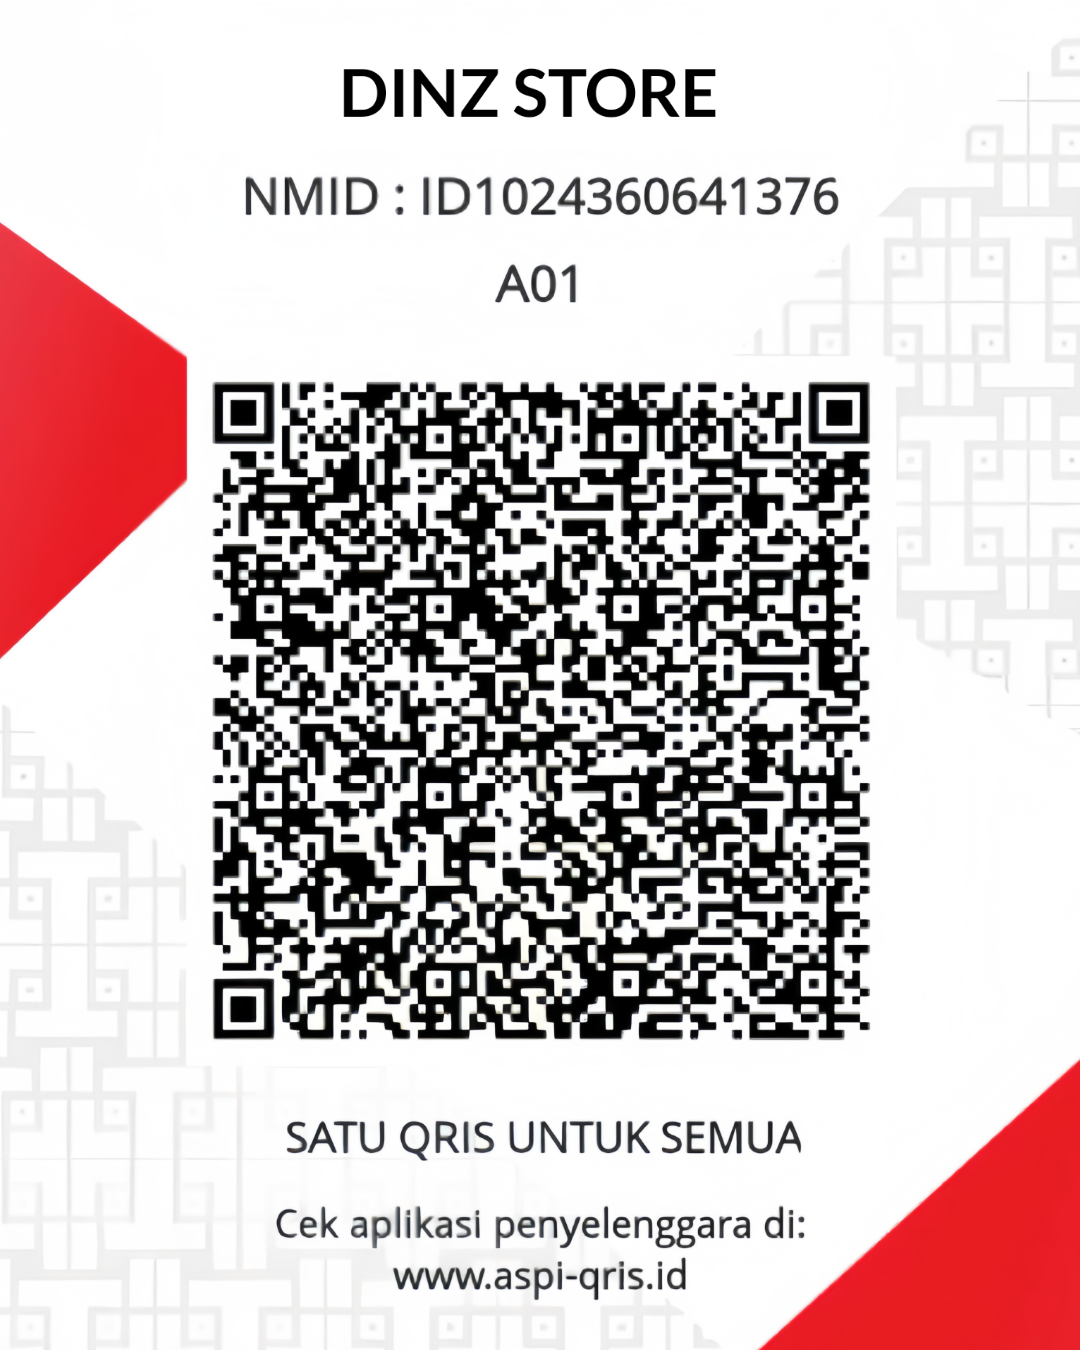 DINZ STORE
NMID : ID1024360641376
A01
SATU QRIS UNTUK SEMUA
Cek aplikasi penyelenggara di:
www.aspi-qris.id